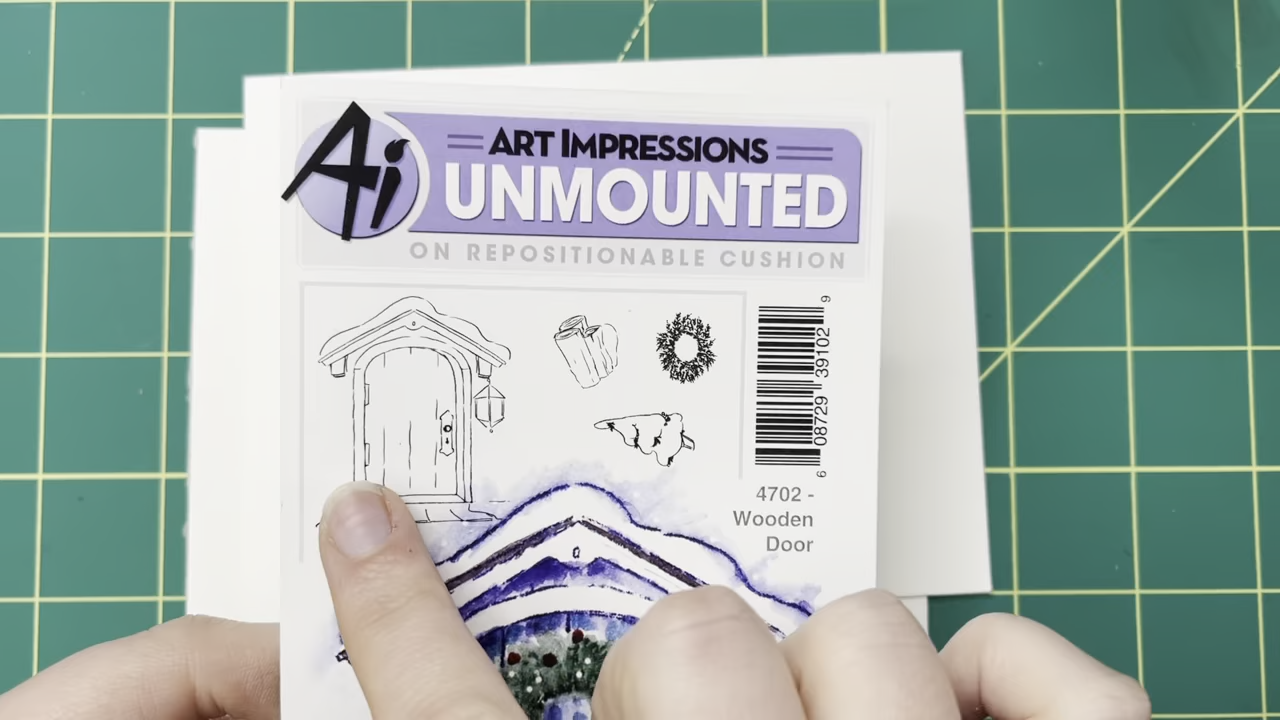 Ai
ART IMPRESSIONS
UNMOUNTED
ON REPOSITIONABLE CUSHION
6 08729 39102 9
4702 -
Wooden
Door